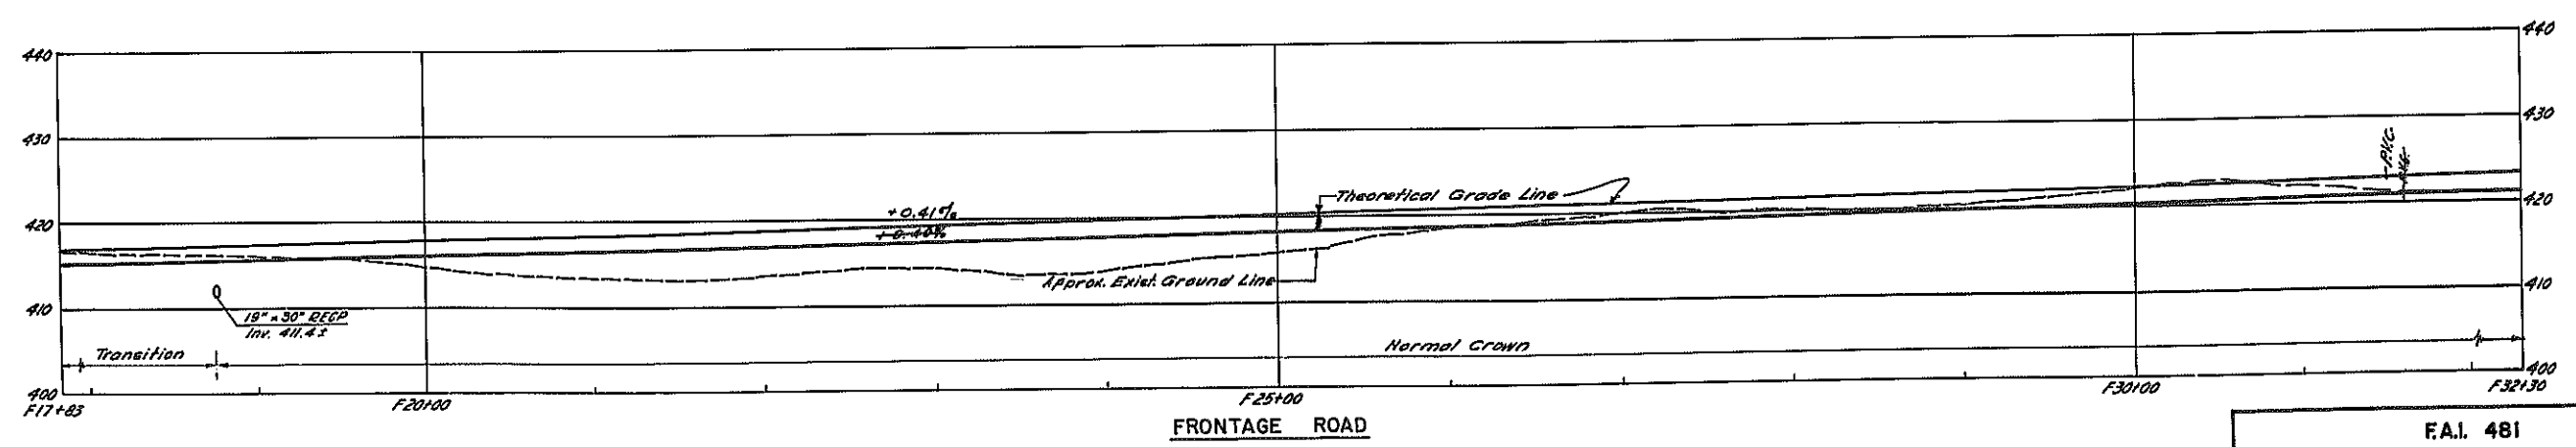 440
440
430
430
P.V.C.
+0.41%
Theoretical Grade Line
420
420
+0.40%
Approx. Exist. Ground Line
410
410
19" x 30" RECP
Inv. 411.4±
Transition
Normal Crown
400
400
F17+83
F20+00
F25+00
F30+00
F32+30
FRONTAGE ROAD
F.A.I. 481